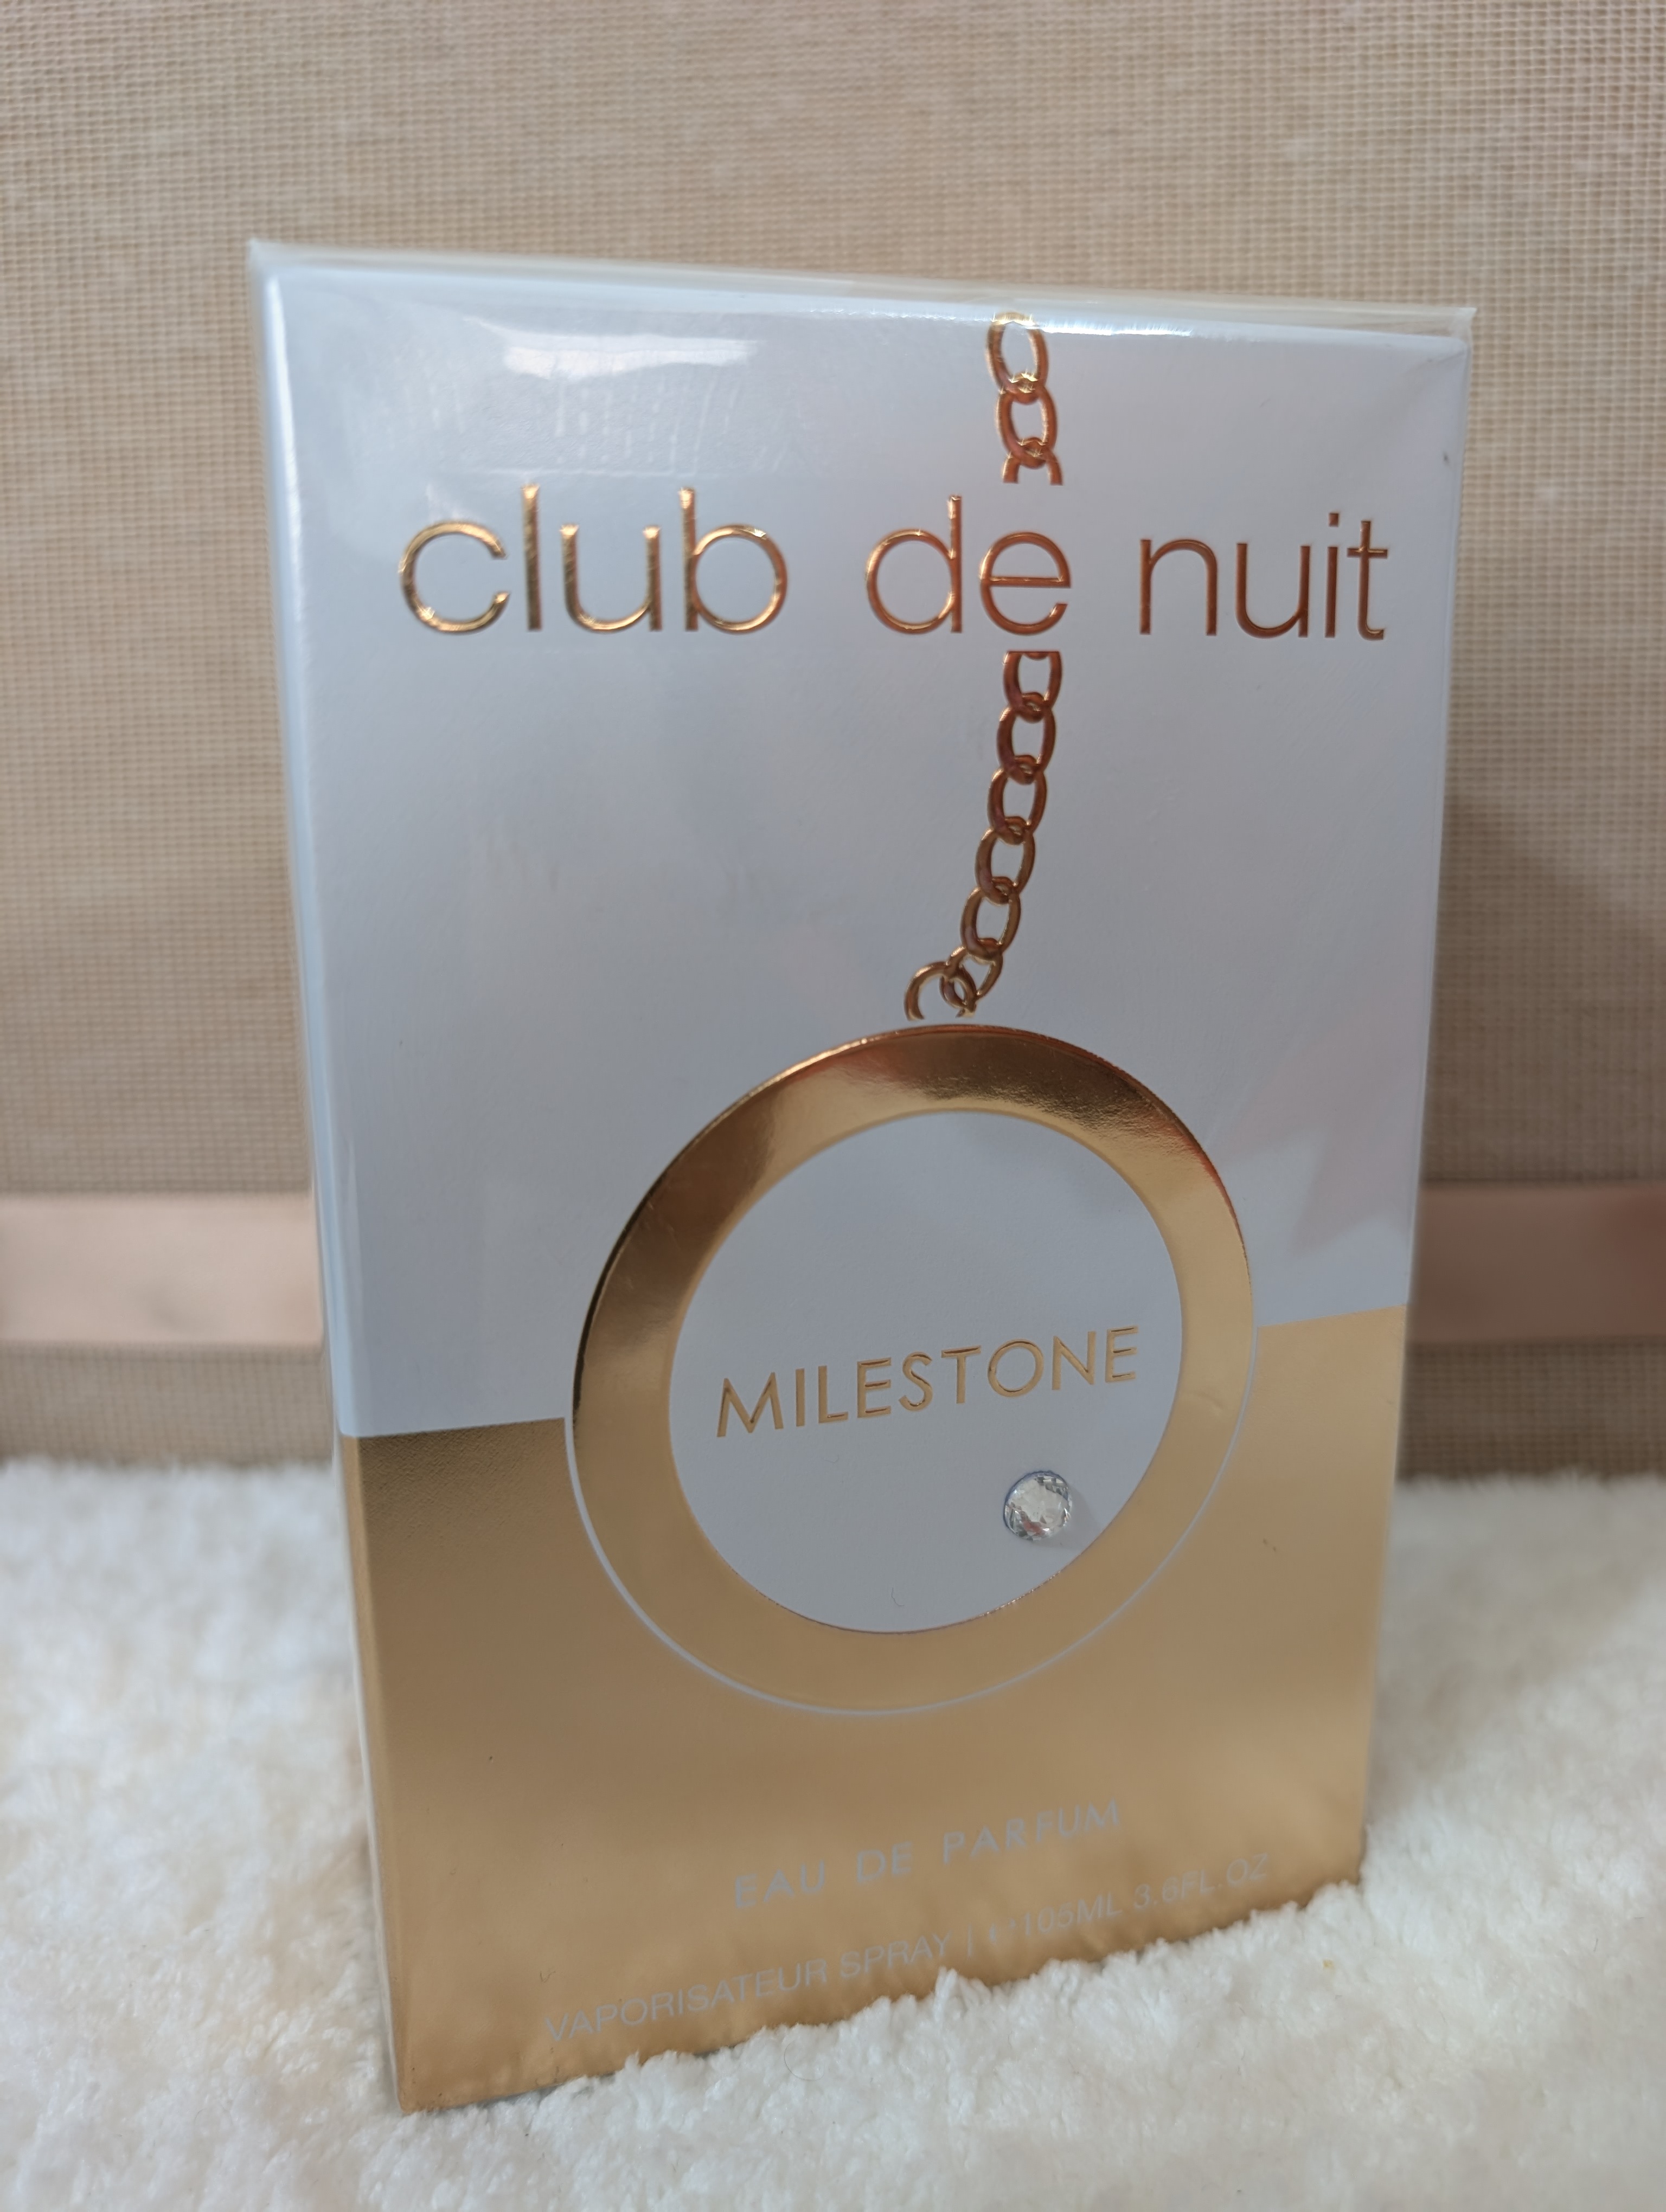 club de nuit
MILESTONE
EAU DE PARFUM
VAPORISATEUR SPRAY | e 105ML 3.6FL.OZ